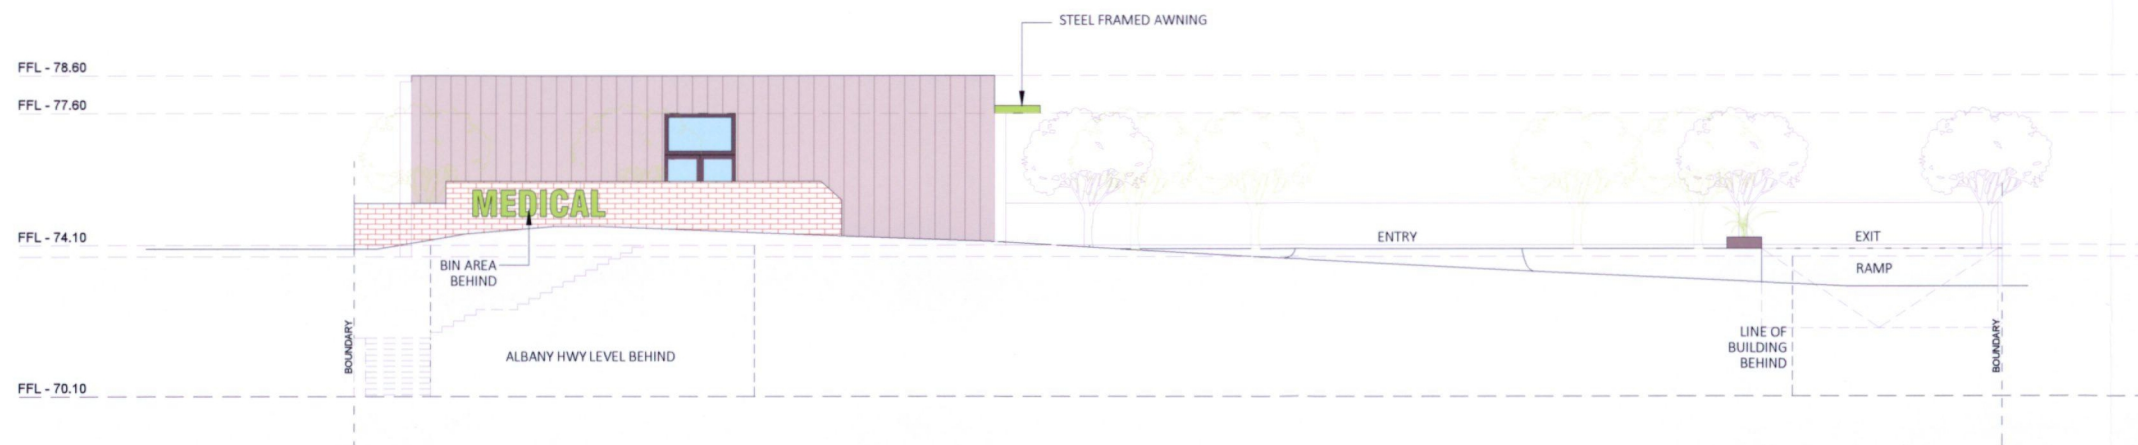 STEEL FRAMED AWNING
FFL - 78.60
FFL - 77.60
MEDICAL
FFL - 74.10
ENTRY
EXIT
BIN AREA
BEHIND
RAMP
BOUNDARY
ALBANY HWY LEVEL BEHIND
LINE OF
BUILDING
BEHIND
BOUNDARY
FFL - 70.10